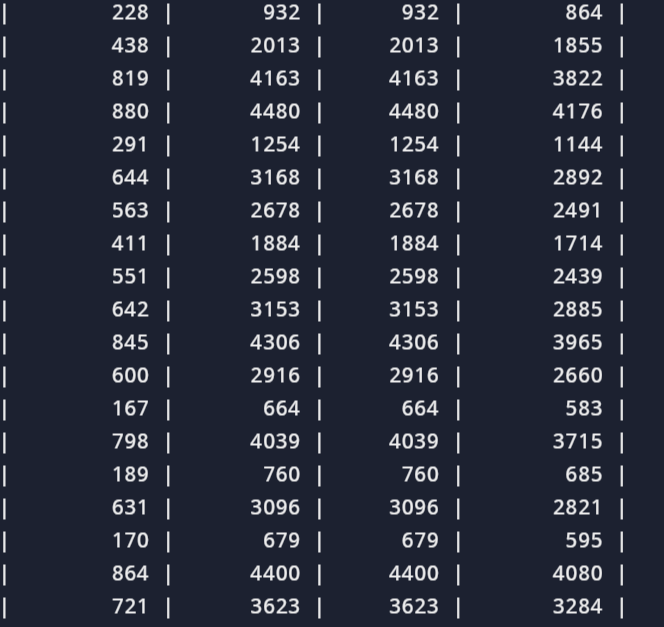 | 228 | 932 | 932 | 864 |
| 438 | 2013 | 2013 | 1855 |
| 819 | 4163 | 4163 | 3822 |
| 880 | 4480 | 4480 | 4176 |
| 291 | 1254 | 1254 | 1144 |
| 644 | 3168 | 3168 | 2892 |
| 563 | 2678 | 2678 | 2491 |
| 411 | 1884 | 1884 | 1714 |
| 551 | 2598 | 2598 | 2439 |
| 642 | 3153 | 3153 | 2885 |
| 845 | 4306 | 4306 | 3965 |
| 600 | 2916 | 2916 | 2660 |
| 167 | 664 | 664 | 583 |
| 798 | 4039 | 4039 | 3715 |
| 189 | 760 | 760 | 685 |
| 631 | 3096 | 3096 | 2821 |
| 170 | 679 | 679 | 595 |
| 864 | 4400 | 4400 | 4080 |
| 721 | 3623 | 3623 | 3284 |